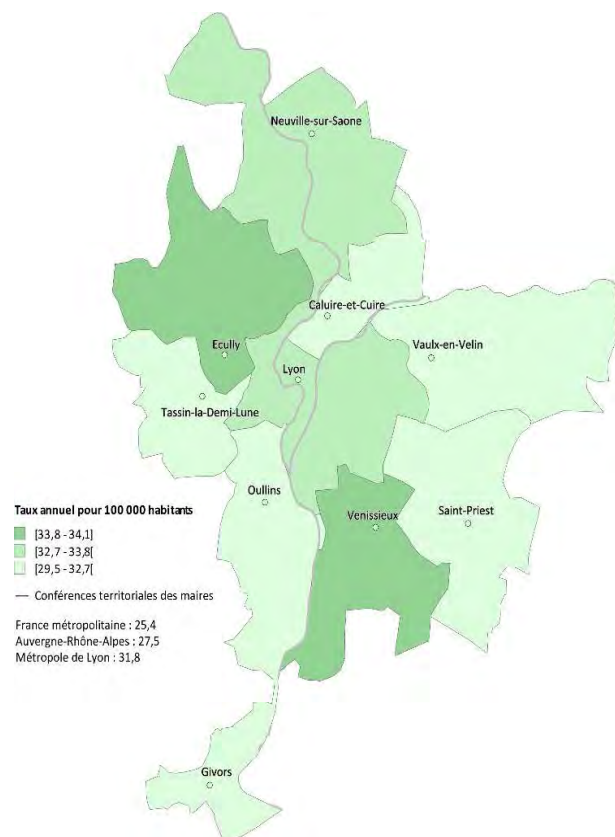 Neuville-sur-Saone
Caluire-et-Cuire
Ecully
Vaulx-en-Velin
Lyon
Tassin-la-Demi-Lune
Oullins
Venissieux
Saint-Priest
Taux annuel pour 100 000 habitants
[33,8 - 34,1]
[32,7 - 33,8[
[29,5 - 32,7[
Conférences territoriales des maires
France métropolitaine : 25,4
Auvergne-Rhône-Alpes : 27,5
Métropole de Lyon : 31,8
Givors